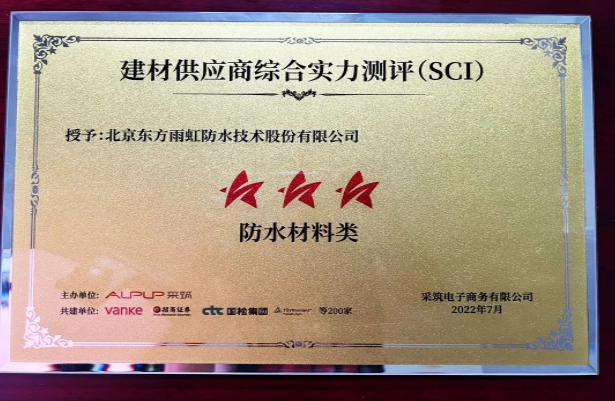 建材供应商综合实力测评(SCI)
授予:北京东方雨虹防水技术股份有限公司
防水材料类
主办单位: 采筑
共建单位: vanke 招商证券 ctc 国检集团 等200家
采筑电子商务有限公司
2022年7月